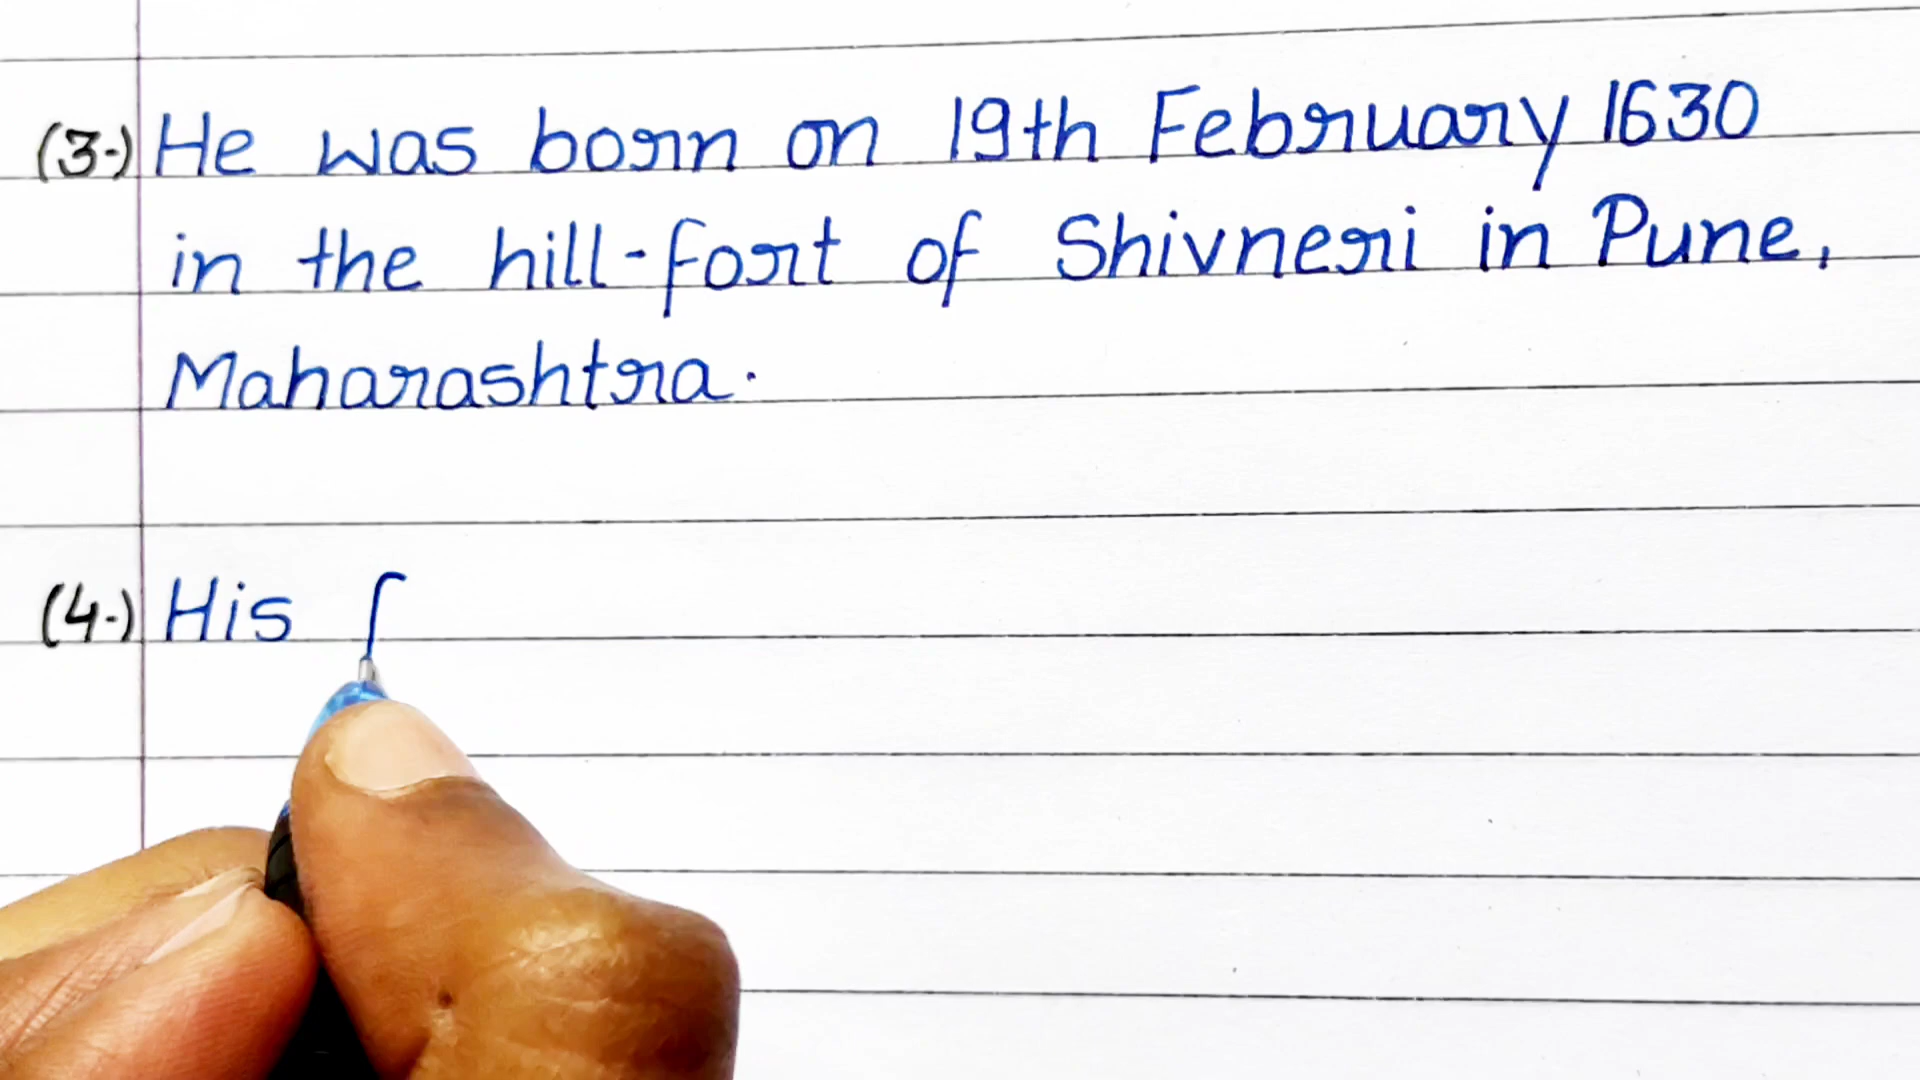 (3.) He was born on 19th February 1630
in the hill-fort of Shivneri in Pune,
Maharashtra.
(4.) His